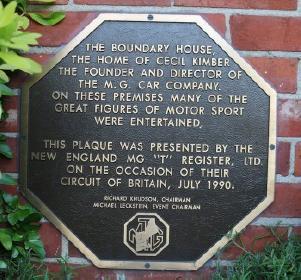 THE BOUNDARY HOUSE,
THE HOME OF CECIL KIMBER
THE FOUNDER AND DIRECTOR OF
THE M.G. CAR COMPANY.
ON THESE PREMISES MANY OF THE
GREAT FIGURES OF MOTOR SPORT
WERE ENTERTAINED.
THIS PLAQUE WAS PRESENTED BY THE
NEW ENGLAND MG "T" REGISTER, LTD.
ON THE OCCASION OF THEIR
CIRCUIT OF BRITAIN, JULY 1990.
RICHARD KNUDSON, CHAIRMAN
MICHAEL LECKSTEIN, EVENT CHAIRMAN
MG